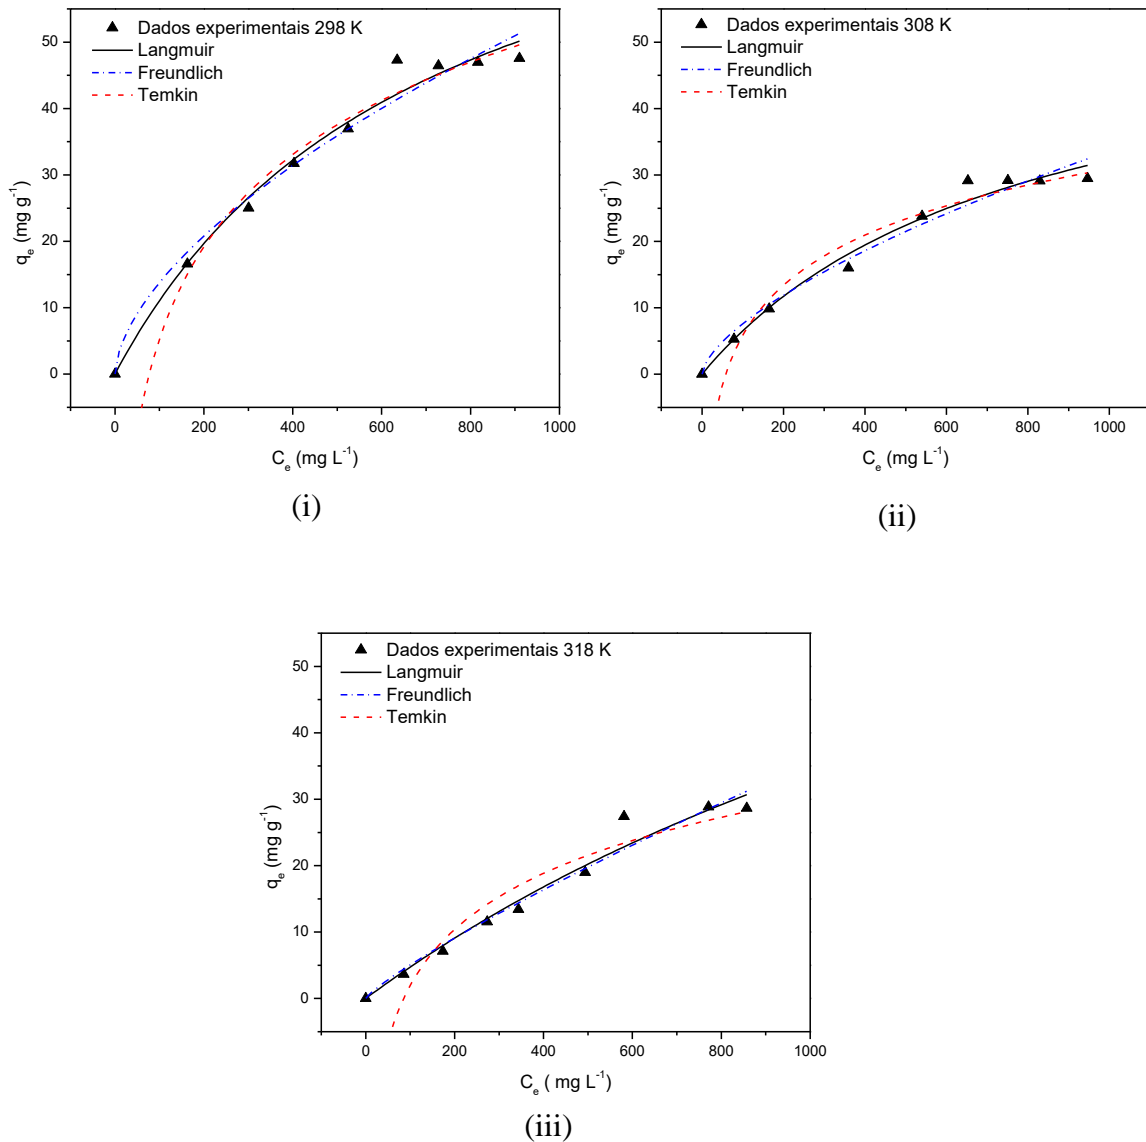 Dados experimentais 298 K
Langmuir
Freundlich
Temkin
50
40
30
20
10
0
q_e (mg g⁻¹)
0 200 400 600 800 1000
C_e (mg L⁻¹)
(i)
Dados experimentais 308 K
Langmuir
Freundlich
Temkin
50
40
30
20
10
0
q_e (mg g⁻¹)
0 200 400 600 800 1000
C_e (mg L⁻¹)
(ii)
Dados experimentais 318 K
Langmuir
Freundlich
Temkin
50
40
30
20
10
0
q_e (mg g⁻¹)
0 200 400 600 800 1000
C_e ( mg L⁻¹)
(iii)